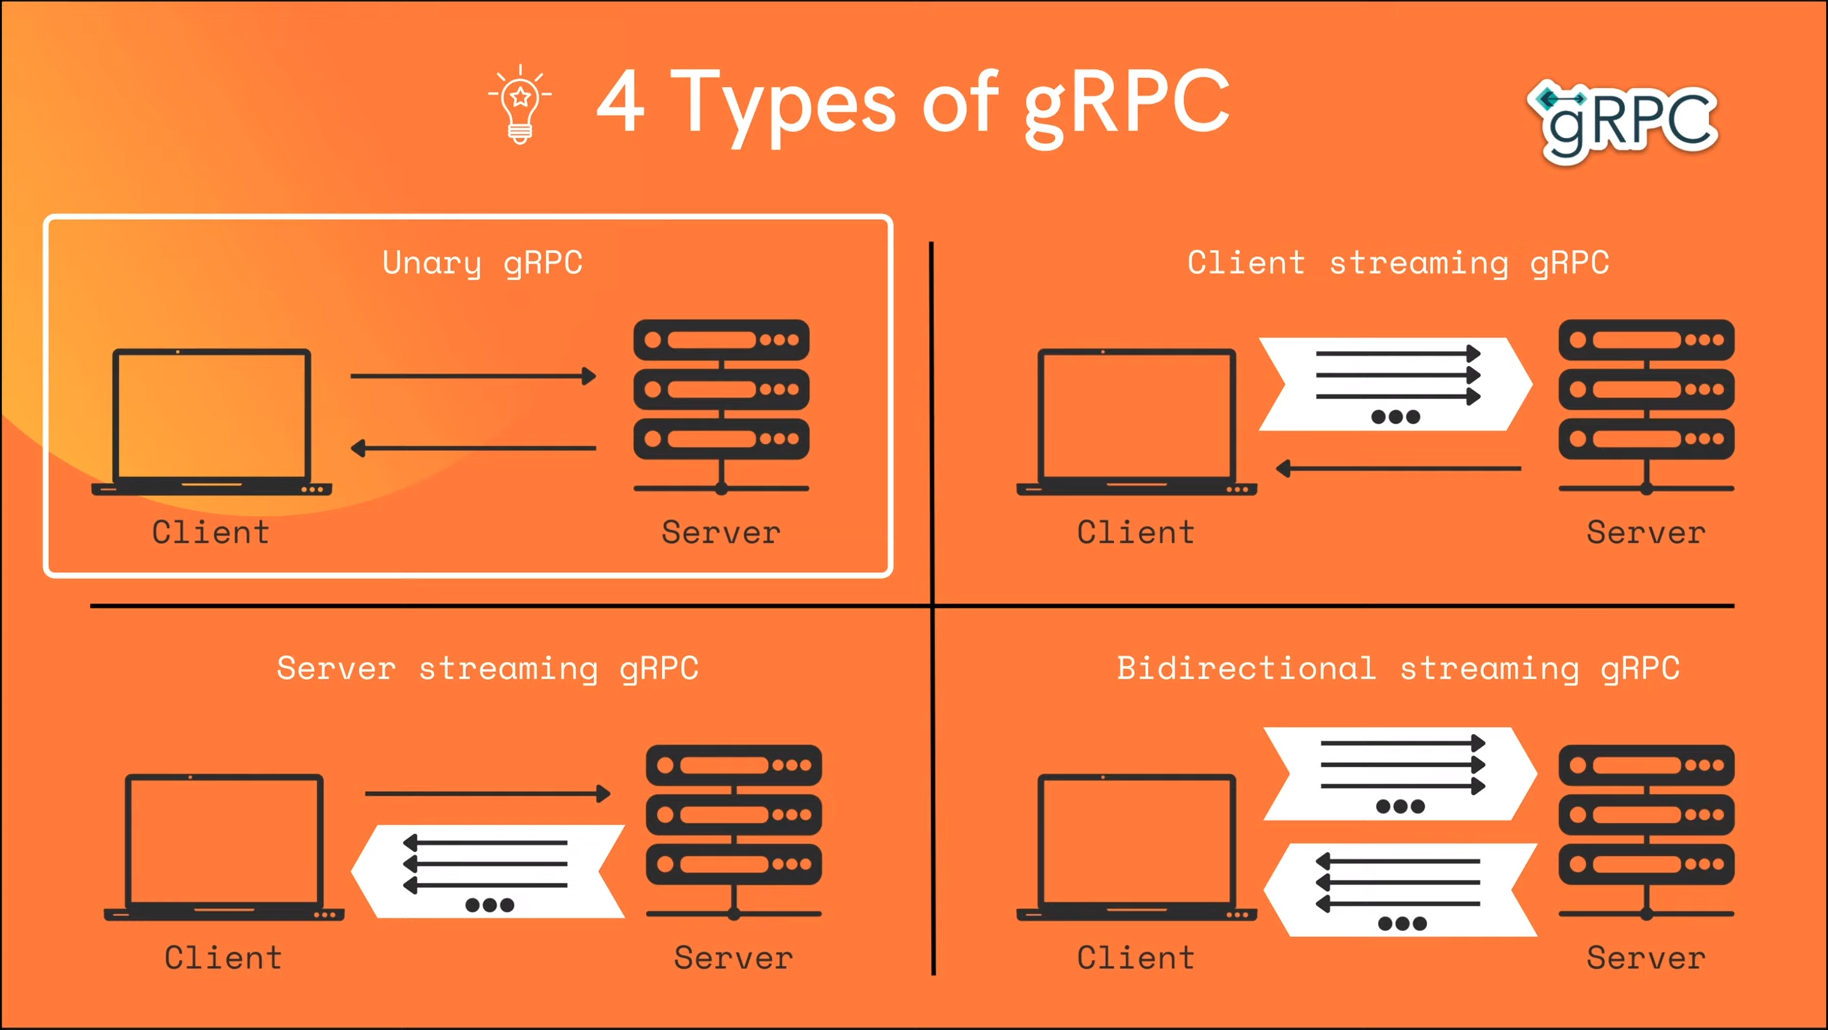 4 Types of gRPC
gRPC
Unary gRPC
Client
Server
Client streaming gRPC
Client
Server
Server streaming gRPC
Client
Server
Bidirectional streaming gRPC
Client
Server